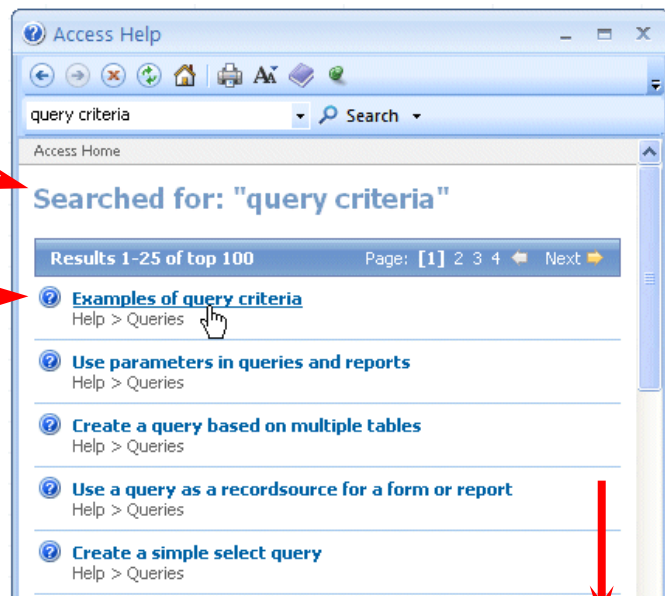 Access Help
query criteria Search
Access Home
Searched for: "query criteria"
Results 1-25 of top 100 Page: [1] 2 3 4 Next
Examples of query criteria
Help > Queries
Use parameters in queries and reports
Help > Queries
Create a query based on multiple tables
Help > Queries
Use a query as a recordsource for a form or report
Help > Queries
Create a simple select query
Help > Queries